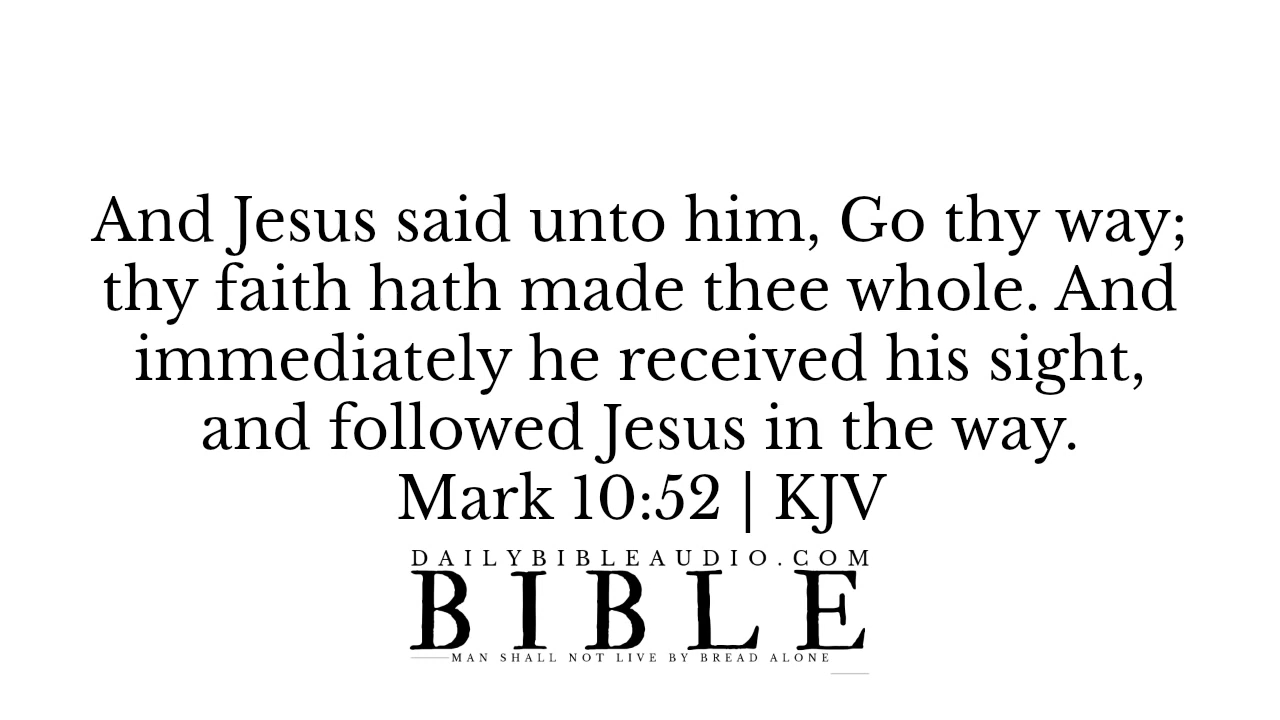 And Jesus said unto him, Go thy way;
thy faith hath made thee whole. And
immediately he received his sight,
and followed Jesus in the way.
Mark 10:52 | KJV
DAILYBIBLEAUDIO.COM
BIBLE
MAN SHALL NOT LIVE BY BREAD ALONE